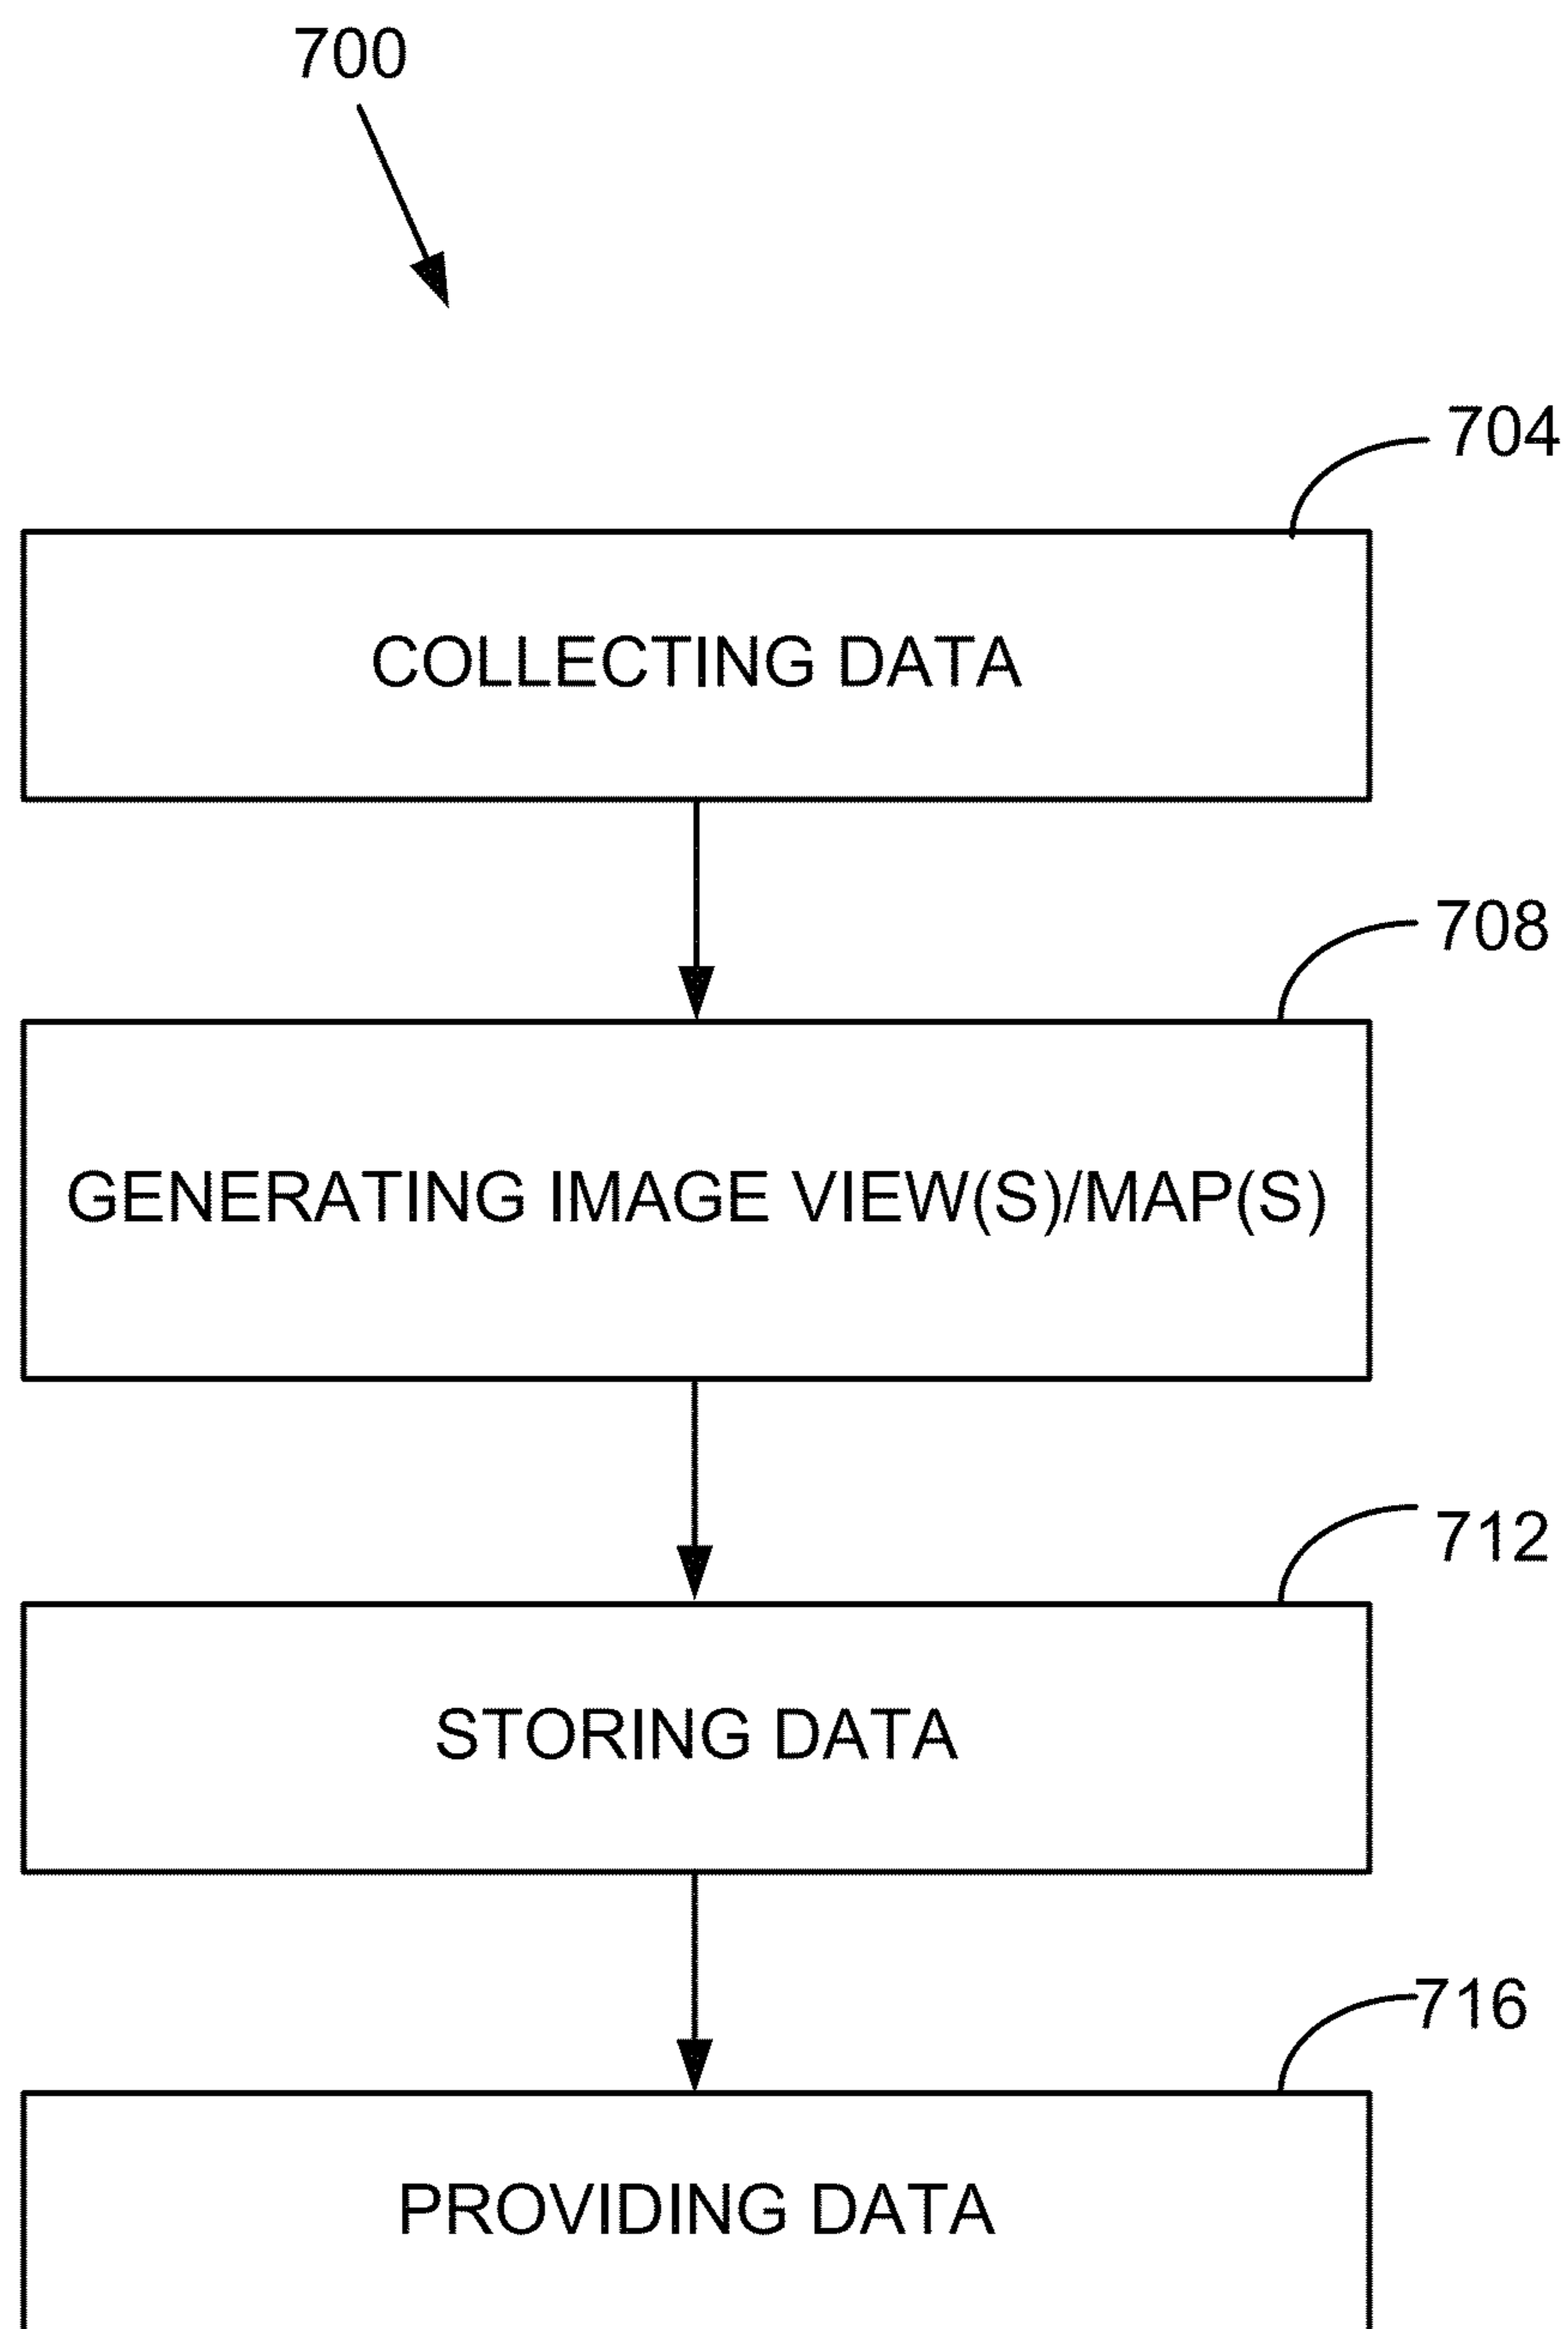 700
704
COLLECTING DATA
708
GENERATING IMAGE VIEW(S)/MAP(S)
712
STORING DATA
716
PROVIDING DATA